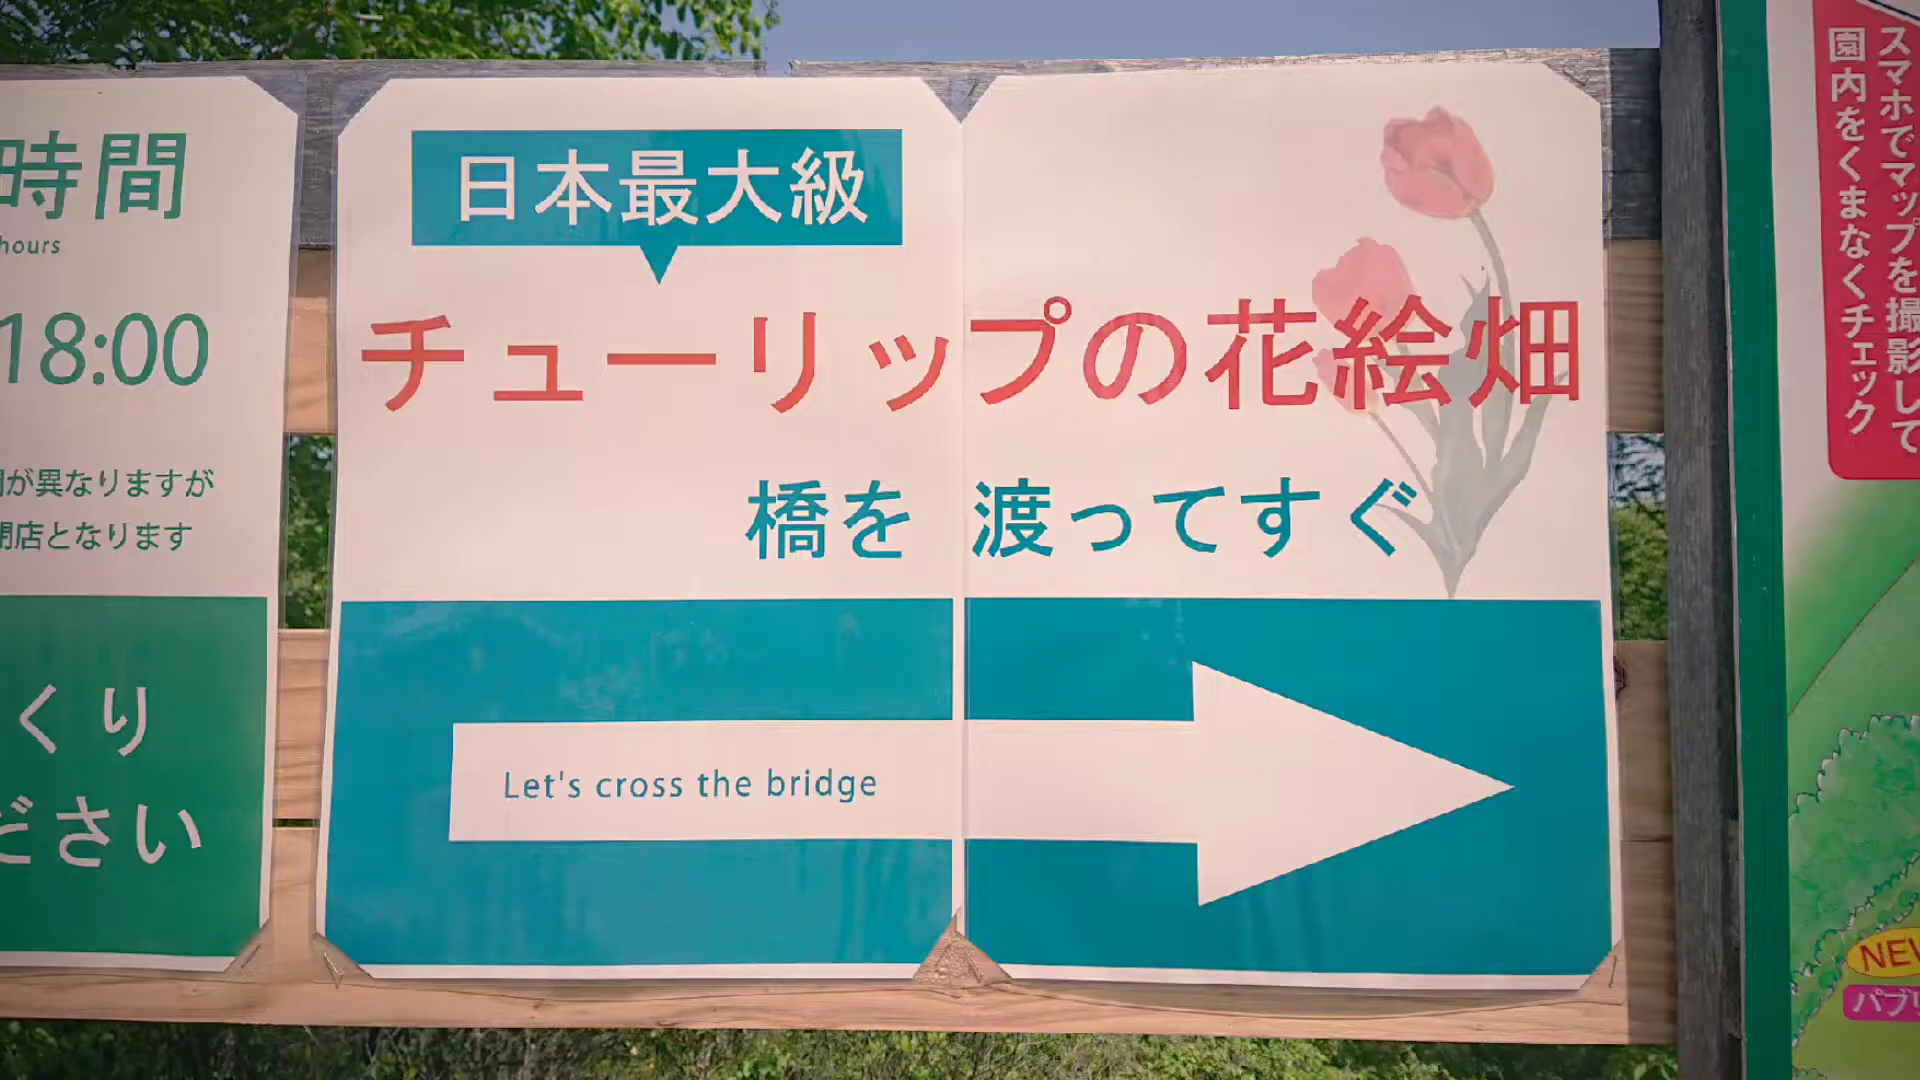 時間
hours
18:00
が異なりますが
閉店となります
くり
ださい
日本最大級
チューリップの花絵畑
橋を 渡ってすぐ
Let's cross the bridge
スマホでマップを撮影して
園内をくまなくチェック
NEW
パブリ